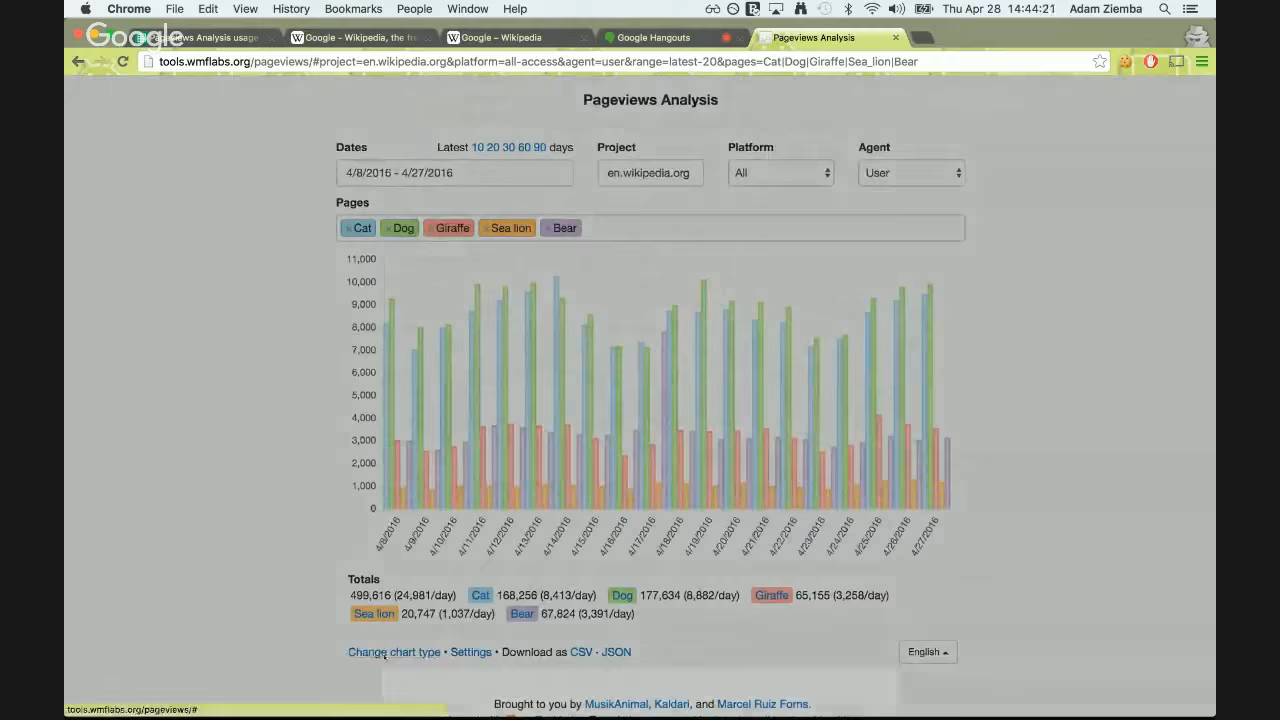 Chrome File Edit View History Bookmarks People Window Help Thu Apr 28 14:44:21 Adam Ziemba
Google
Pageviews Analysis usage
Google – Wikipedia, the fre
Google – Wikipedia
Google Hangouts
Pageviews Analysis
tools.wmflabs.org/pageviews/#project=en.wikipedia.org&platform=all-access&agent=user&range=latest-20&pages=Cat|Dog|Giraffe|Sea_lion|Bear
Pageviews Analysis
Dates Latest 10 20 30 60 90 days Project Platform Agent
4/8/2016 - 4/27/2016 en.wikipedia.org All User
Pages
× Cat × Dog × Giraffe × Sea lion × Bear
11,000
10,000
9,000
8,000
7,000
6,000
5,000
4,000
3,000
2,000
1,000
0
4/8/2016 4/9/2016 4/10/2016 4/11/2016 4/12/2016 4/13/2016 4/14/2016 4/15/2016 4/16/2016 4/17/2016 4/18/2016 4/19/2016 4/20/2016 4/21/2016 4/22/2016 4/23/2016 4/24/2016 4/25/2016 4/26/2016 4/27/2016
Totals
499,616 (24,981/day) Cat 168,256 (8,413/day) Dog 177,634 (8,882/day) Giraffe 65,155 (3,258/day)
Sea lion 20,747 (1,037/day) Bear 67,824 (3,391/day)
Change chart type • Settings • Download as CSV · JSON English
Brought to you by MusikAnimal, Kaldari, and Marcel Ruiz Forns.
tools.wmflabs.org/pageviews/#